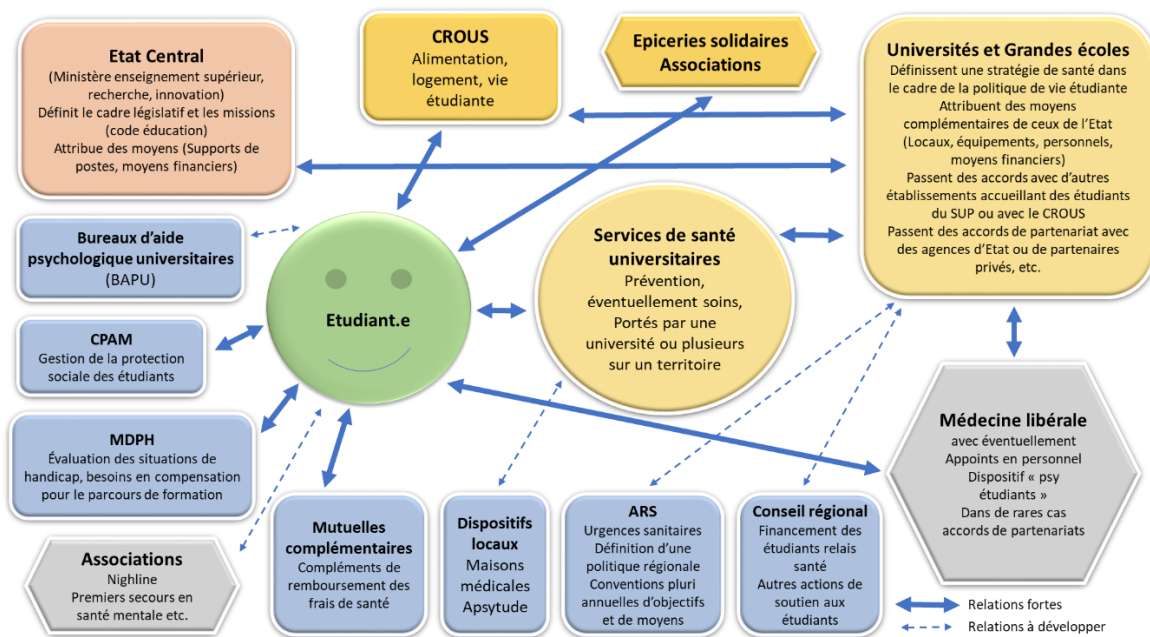 Etat Central
(Ministère enseignement supérieur,
recherche, innovation)
Définit le cadre législatif et les missions
(code éducation)
Attribue des moyens (Supports de
postes, moyens financiers)
CROUS
Alimentation,
logement, vie
étudiante
Epiceries solidaires
Associations
Universités et Grandes écoles
Définissent une stratégie de santé dans
le cadre de la politique de vie étudiante
Attribuent des moyens
complémentaires de ceux de l'Etat
(Locaux, équipements, personnels,
moyens financiers)
Passent des accords avec d'autres
établissements accueillant des étudiants
du SUP ou avec le CROUS
Passent des accords de partenariat avec
des agences d'Etat ou de partenaires
privés, etc.
Bureaux d'aide
psychologique universitaires
(BAPU)
Etudiant.e
Services de santé
universitaires
Prévention,
éventuellement soins,
Portés par une
université ou plusieurs
sur un territoire
CPAM
Gestion de la protection
sociale des étudiants
MDPH
Évaluation des situations de
handicap, besoins en compensation
pour le parcours de formation
Médecine libérale
avec éventuellement
Appoints en personnel
Dispositif « psy
étudiants »
Dans de rares cas
accords de partenariats
Associations
Nighline
Premiers secours en
santé mentale etc.
Mutuelles
complémentaires
Compléments de
remboursement des
frais de santé
Dispositifs
locaux
Maisons
médicales
Apsytude
ARS
Urgences sanitaires
Définition d'une
politique régionale
Conventions pluri
annuelles d'objectifs
et de moyens
Conseil régional
Financement des
étudiants relais
santé
Autres actions de
soutien aux
étudiants
Relations fortes
Relations à développer